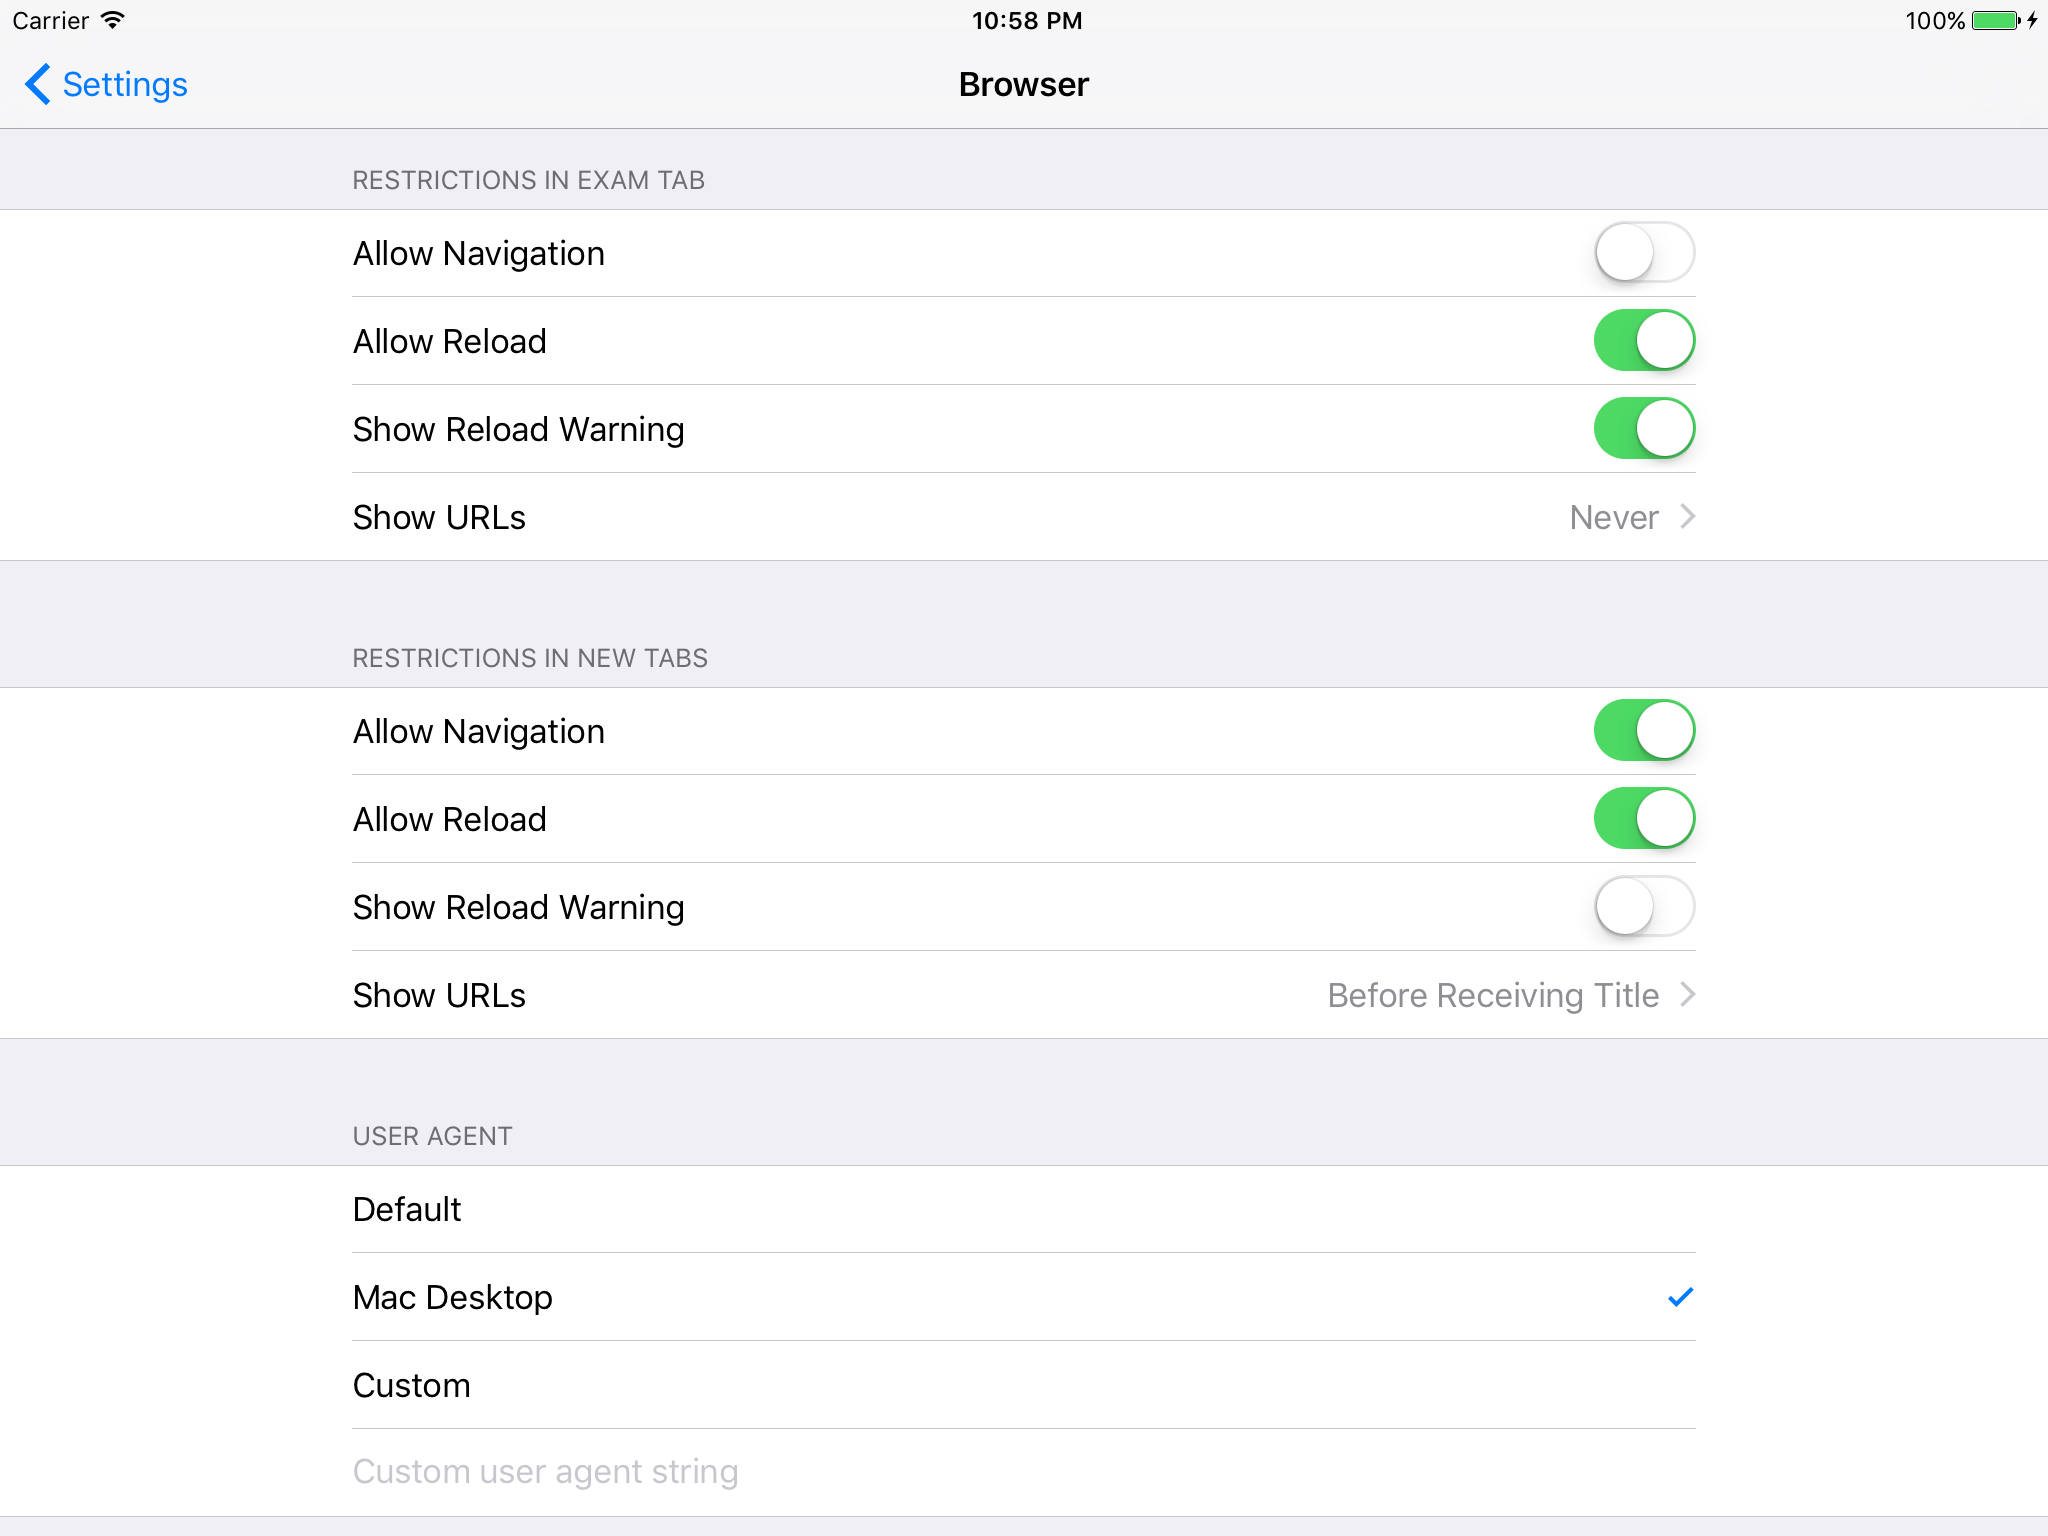 Carrier 10:58 PM 100%
Settings Browser
RESTRICTIONS IN EXAM TAB
Allow Navigation
Allow Reload
Show Reload Warning
Show URLs Never
RESTRICTIONS IN NEW TABS
Allow Navigation
Allow Reload
Show Reload Warning
Show URLs Before Receiving Title
USER AGENT
Default
Mac Desktop
Custom
Custom user agent string